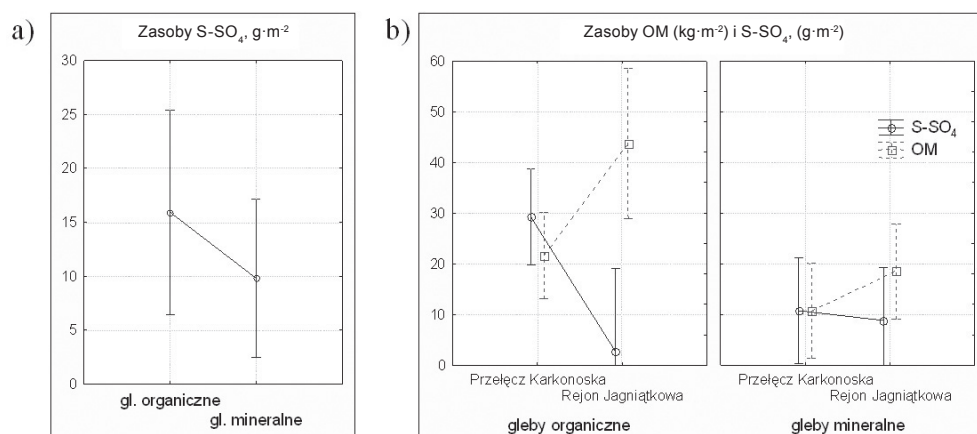 a)
Zasoby S-SO₄, g·m⁻²
30
25
20
15
10
5
0
gl. organiczne
gl. mineralne
b)
Zasoby OM (kg·m⁻²) i S-SO₄, (g·m⁻²)
60
50
40
30
20
10
0
Przełęcz Karkonoska
Rejon Jagniątkowa
gleby organiczne
S-SO₄
OM
Przełęcz Karkonoska
Rejon Jagniątkowa
gleby mineralne